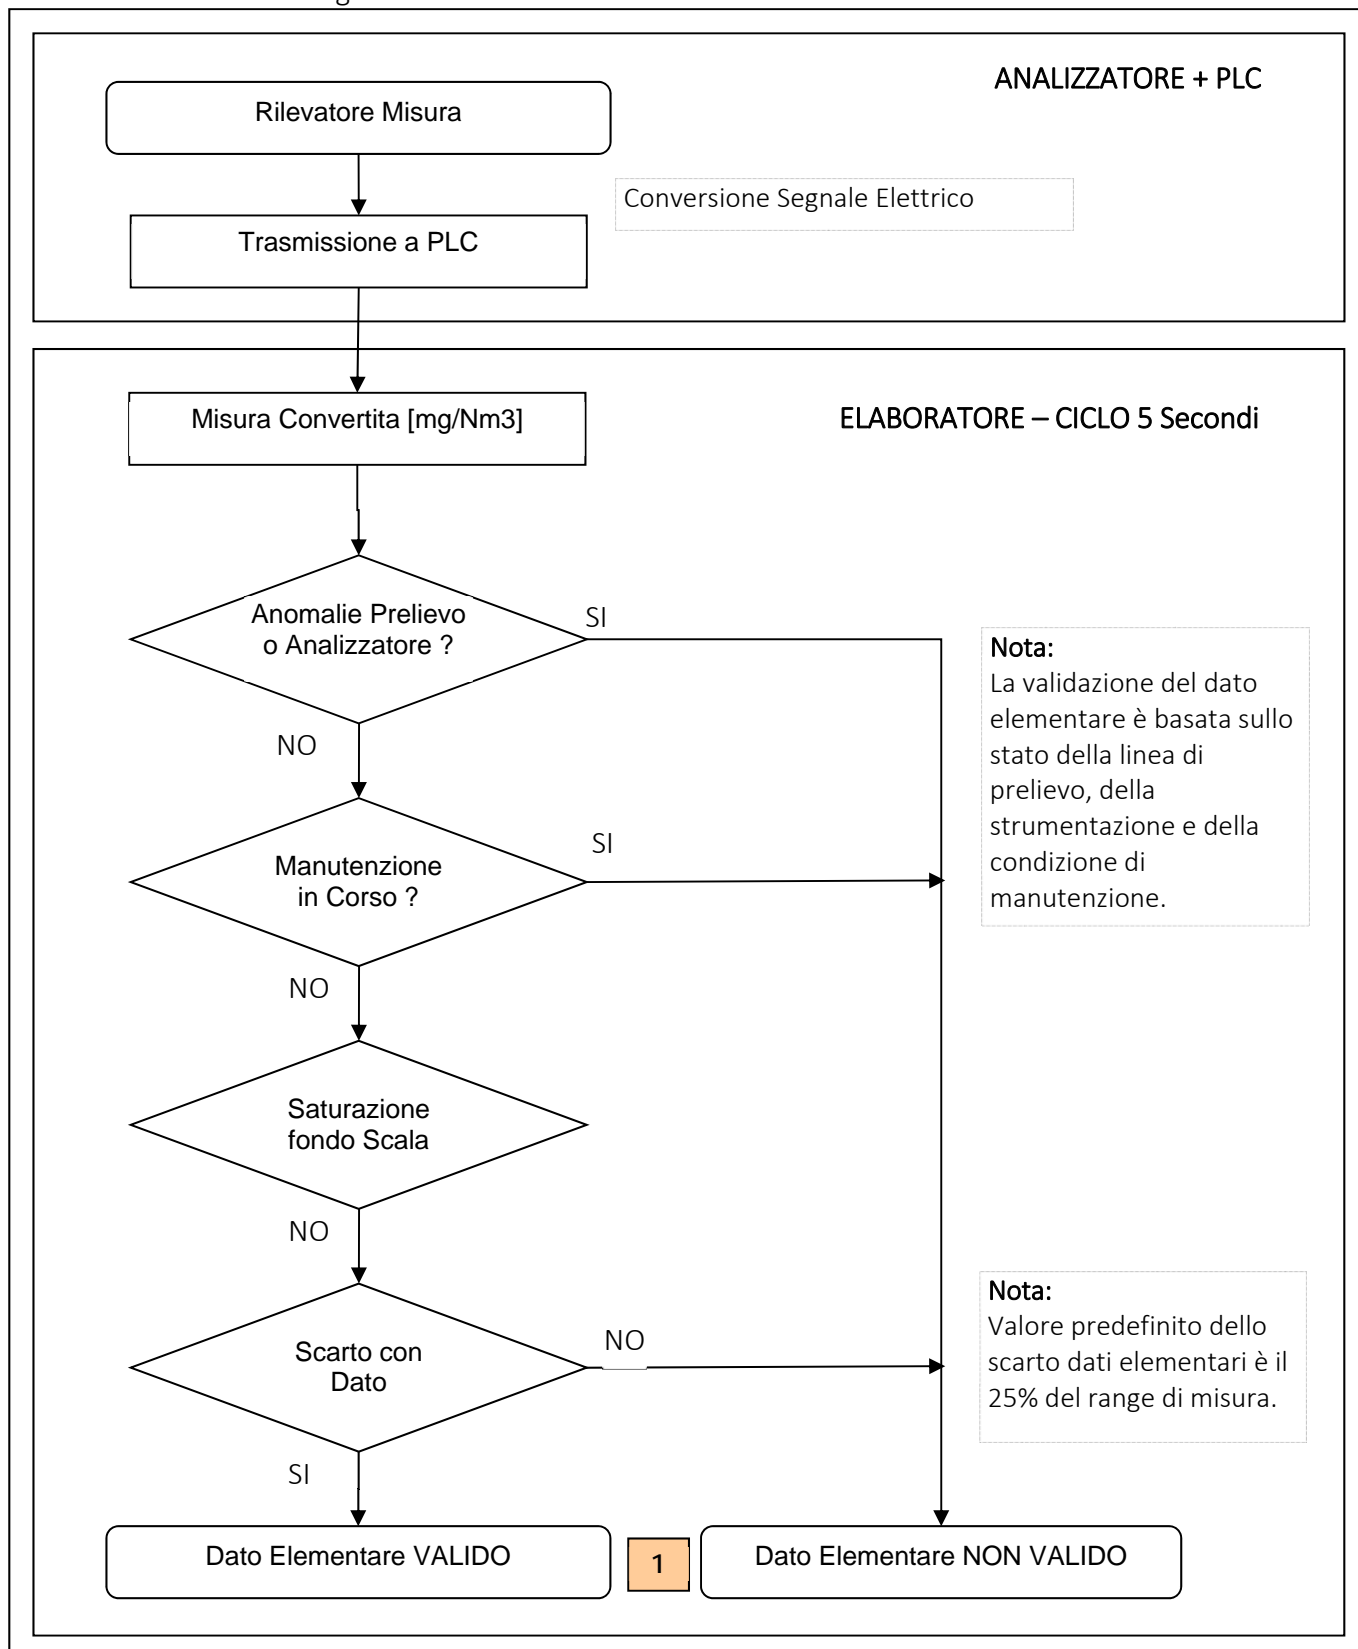 ANALIZZATORE + PLC
Rilevatore Misura
Conversione Segnale Elettrico
Trasmissione a PLC
Misura Convertita [mg/Nm3]
ELABORATORE – CICLO 5 Secondi
Anomalie Prelievo
o Analizzatore ?
SI
NO
Nota:
La validazione del dato
elementare è basata sullo
stato della linea di
prelievo, della
strumentazione e della
condizione di
manutenzione.
Manutenzione
in Corso ?
SI
NO
Saturazione
fondo Scala
NO
Scarto con
Dato
NO
SI
Nota:
Valore predefinito dello
scarto dati elementari è il
25% del range di misura.
Dato Elementare VALIDO
1
Dato Elementare NON VALIDO